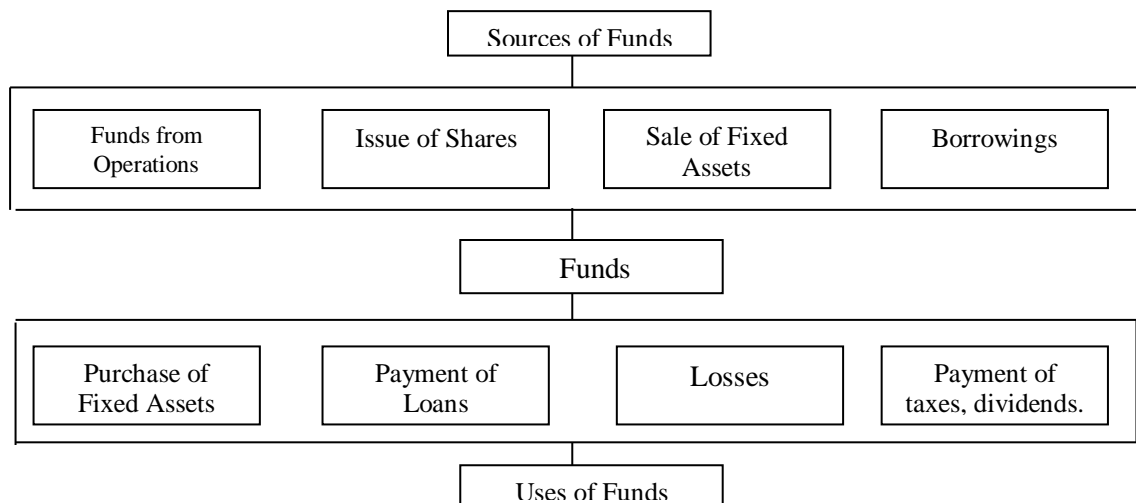 Sources of Funds
Funds from
Operations
Issue of Shares
Sale of Fixed
Assets
Borrowings
Funds
Purchase of
Fixed Assets
Payment of
Loans
Losses
Payment of
taxes, dividends.
Uses of Funds